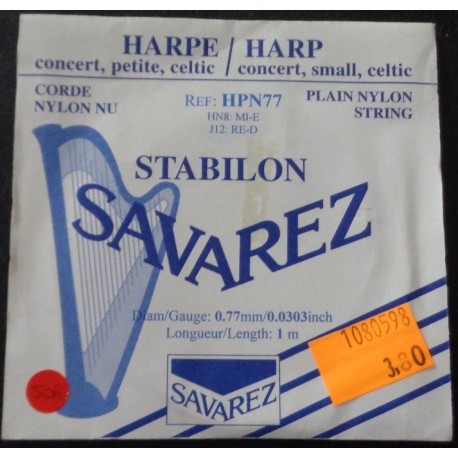 HARPE / HARP
concert, petite, celtic / concert, small, celtic
CORDE
NYLON NU
REF: HPN77
HN8: MI-E
J12: RE-D
PLAIN NYLON
STRING
STABILON
SAVAREZ
Diam/Gauge: 0.77mm/0.0303inch
Longueur/Length: 1 m
1080598
3,80
SAVAREZ